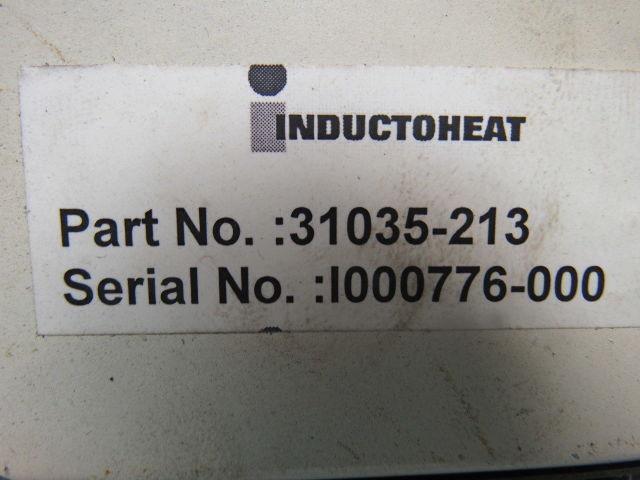 INDUCTOHEAT
Part No. :31035-213
Serial No. :I000776-000